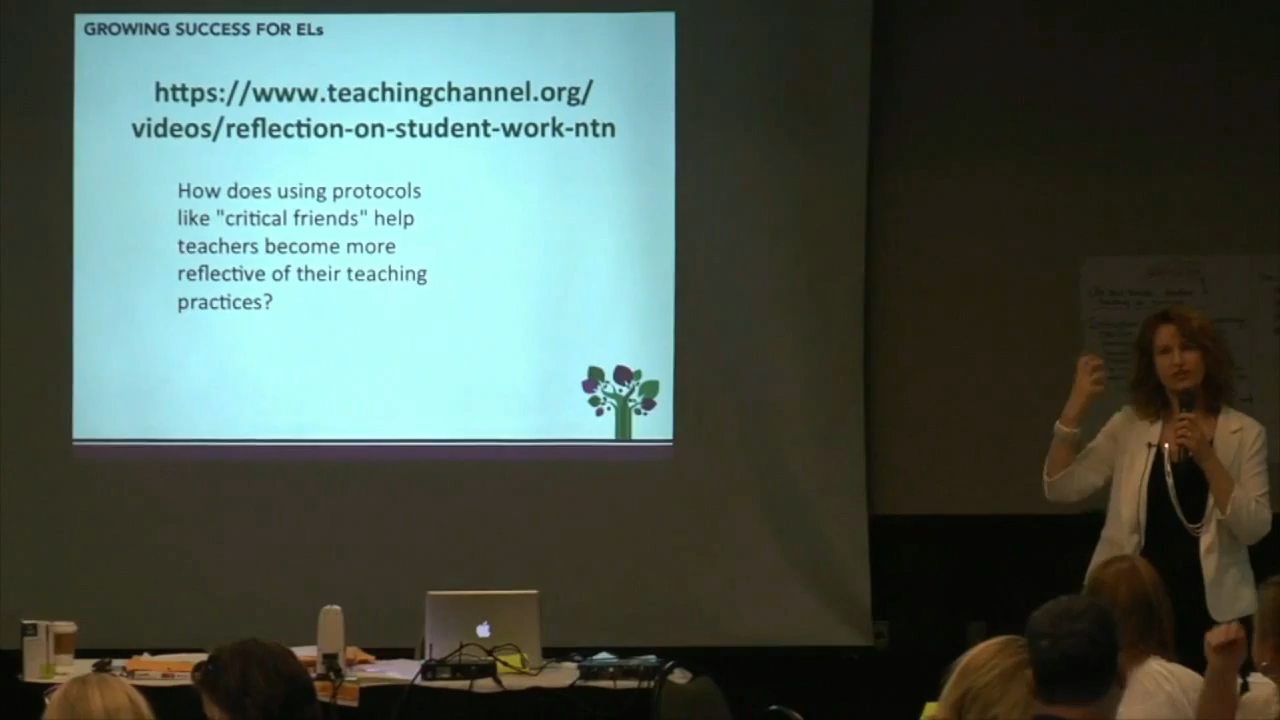 GROWING SUCCESS FOR ELs
https://www.teachingchannel.org/
videos/reflection-on-student-work-ntn
How does using protocols
like "critical friends" help
teachers become more
reflective of their teaching
practices?